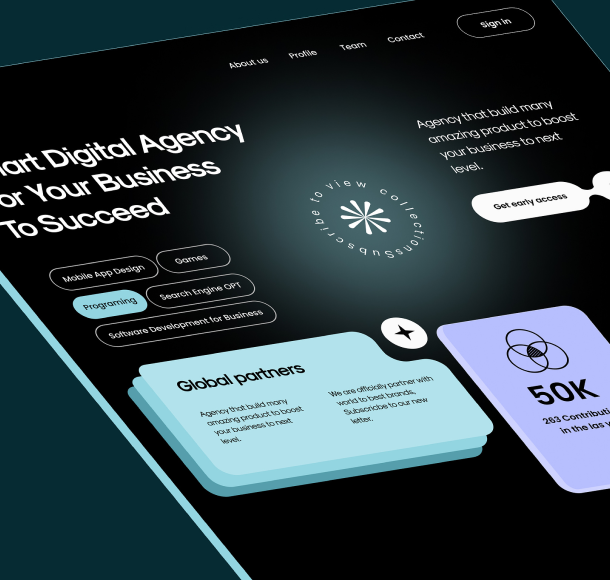 About us
Profile
Team
Contact
Sign in
Digital Agency
Your Business
To Succeed
Agency that build many
amazing product to boost
your business to next
level.
Get early access
Subscribe to view collections
Mobile App Design
Games
Programing
Search Engine OPT
Software Development for Business
Global partners
Agency that build many
amazing product to boost
your business to next
level.
We are officially partner with
world to best brands,
Subscribe to our new
letter.
50K
263
in the las